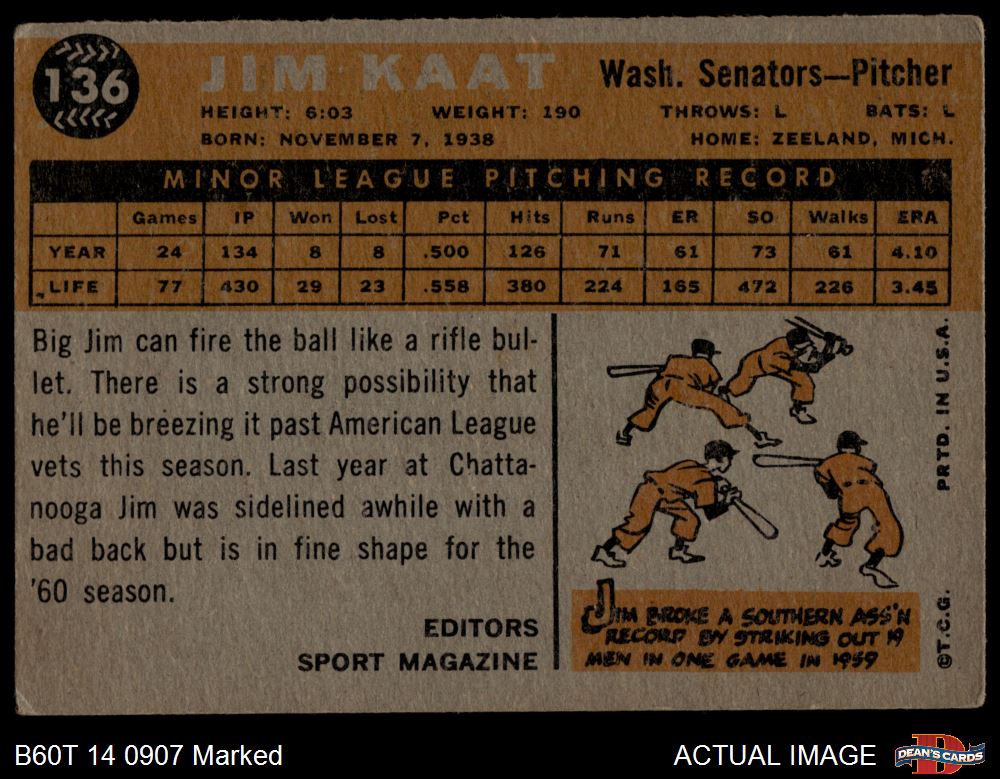 136
JIM KAAT
Wash. Senators—Pitcher
HEIGHT: 6:03 WEIGHT: 190 THROWS: L BATS: L
BORN: NOVEMBER 7, 1938 HOME: ZEELAND, MICH.
MINOR LEAGUE PITCHING RECORD
Games IP Won Lost Pct Hits Runs ER SO Walks ERA
YEAR 24 134 8 8 .500 126 71 61 73 61 4.10
LIFE 77 430 29 23 .558 380 224 165 472 226 3.45
Big Jim can fire the ball like a rifle bul-
let. There is a strong possibility that
he'll be breezing it past American League
vets this season. Last year at Chatta-
nooga Jim was sidelined awhile with a
bad back but is in fine shape for the
'60 season.
EDITORS
SPORT MAGAZINE
JIM BROKE A SOUTHERN ASS'N
RECORD BY STRIKING OUT 19
MEN IN ONE GAME IN 1959
©T.C.G. PRTD. IN U.S.A.
B60T 14 0907 Marked
ACTUAL IMAGE
DEAN'S CARDS